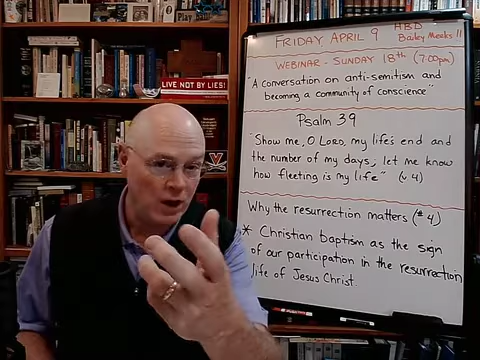 Play
LIVE NOT BY LIES!
FRIDAY APRIL 9
HBD
Bailey Meeks !!
WEBINAR - SUNDAY 18th (7:00pm)
"A conversation on anti-semitism and
becoming a community of conscience"
Psalm 39
"Show me, O LORD, my life's end and
the number of my days; let me know
how fleeting is my life" (v 4)
Why the resurrection matters (#4)
* Christian baptism as the sign
of our participation in the resurrection
life of Jesus Christ